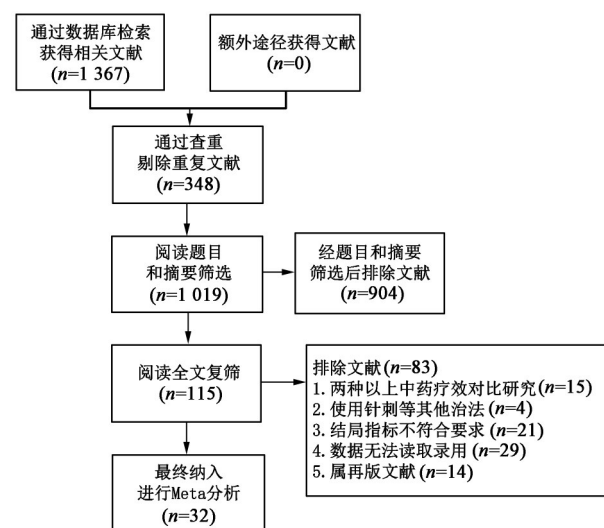 通过数据库检索
获得相关文献
(n=1 367)
额外途径获得文献
(n=0)
通过查重
剔除重复文献
(n=348)
阅读题目
和摘要筛选
(n=1 019)
经题目和摘要
筛选后排除文献
(n=904)
阅读全文复筛
(n=115)
排除文献(n=83)
1. 两种以上中药疗效对比研究(n=15)
2. 使用针刺等其他治法(n=4)
3. 结局指标不符合要求(n=21)
4. 数据无法读取录用(n=29)
5. 属再版文献(n=14)
最终纳入
进行Meta分析
(n=32)